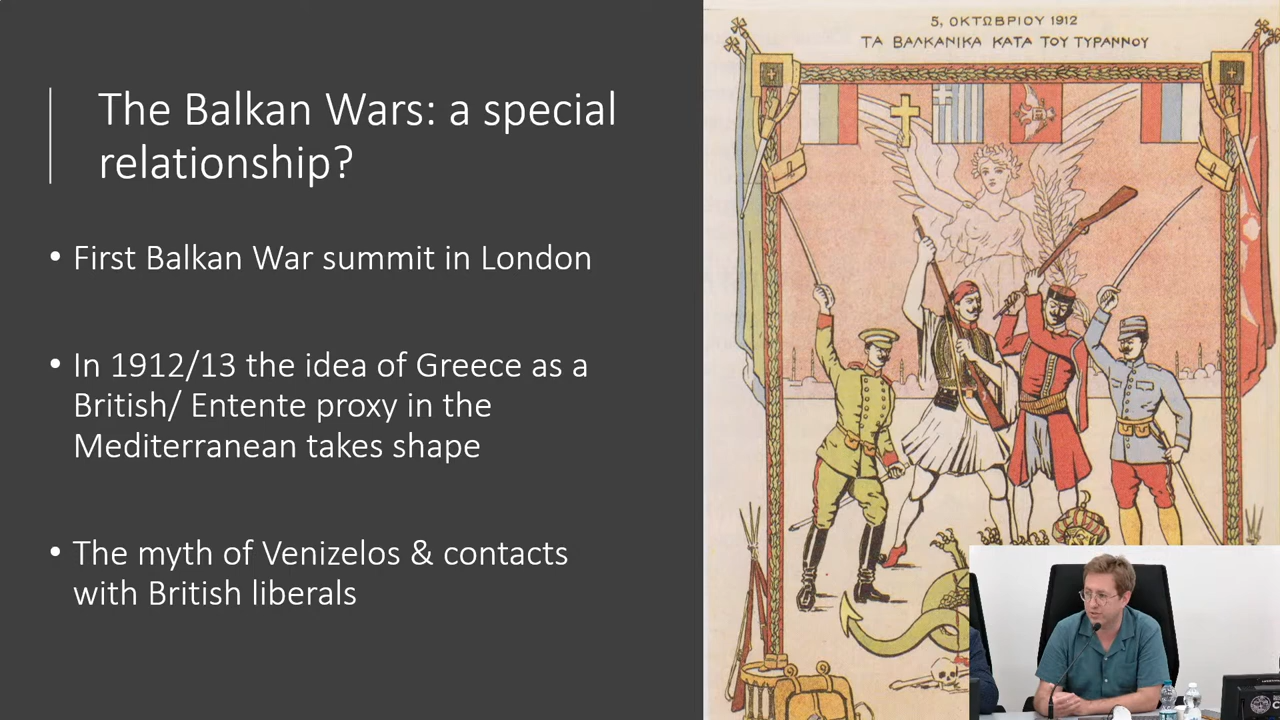 The Balkan Wars: a special
relationship?
• First Balkan War summit in London
• In 1912/13 the idea of Greece as a
British/ Entente proxy in the
Mediterranean takes shape
• The myth of Venizelos & contacts
with British liberals
5, ΟΚΤΩΒΡΙΟΥ 1912
ΤΑ ΒΑΛΚΑΝΙΚΑ ΚΑΤΑ ΤΟΥ ΤΥΡΑΝΝΟΥ